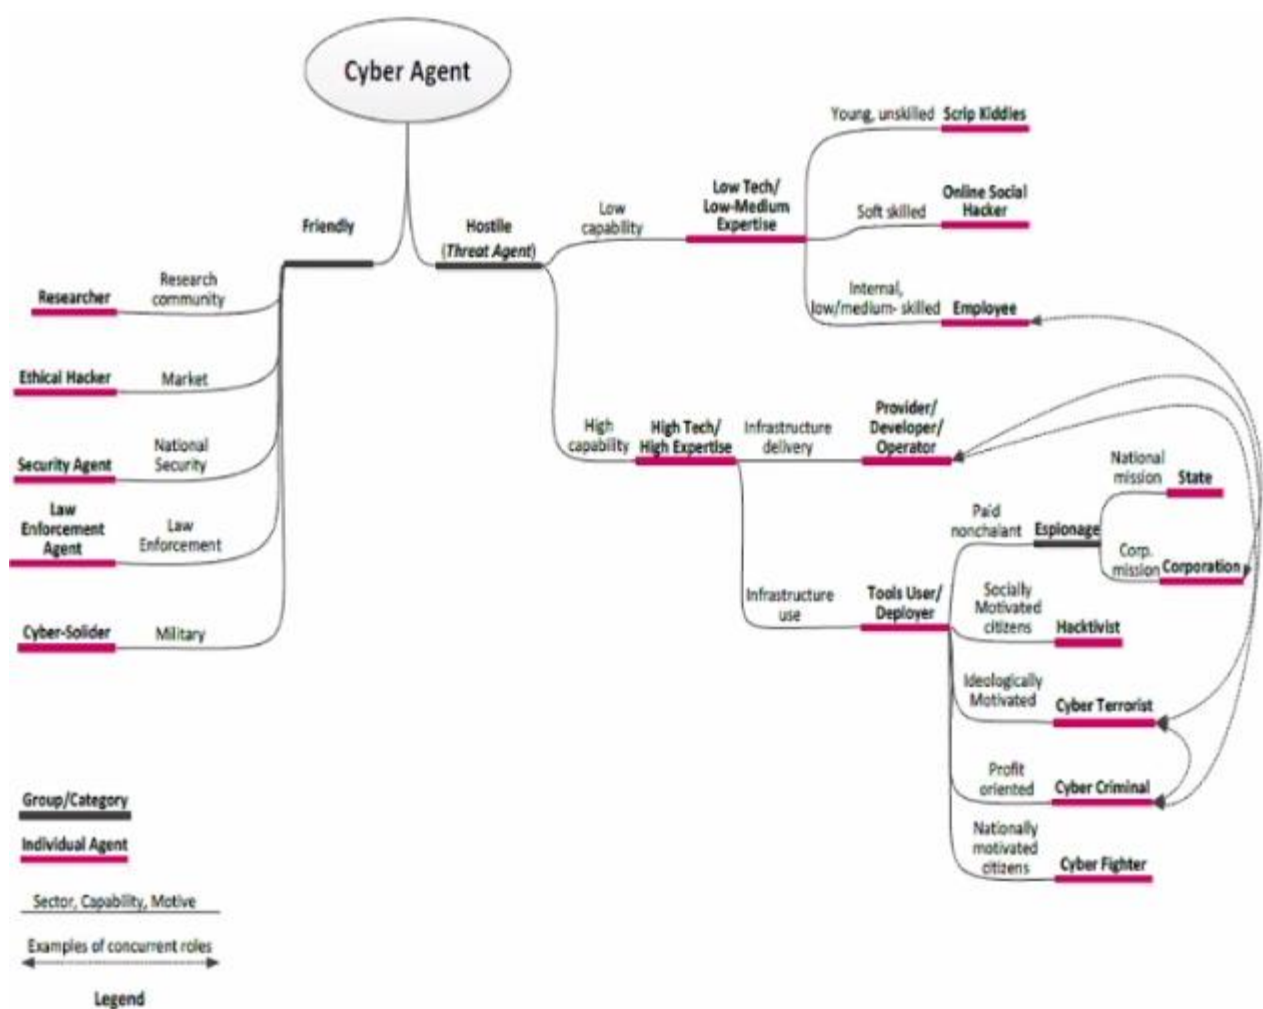 Cyber Agent
Friendly
Hostile
(Threat Agent)
Research
community
Researcher
Market
Ethical Hacker
National
Security
Security Agent
Law
Enforcement
Law
Enforcement
Agent
Military
Cyber-Solider
Low
capability
Low Tech/
Low-Medium
Expertise
Young, unskilled
Scrip Kiddies
Soft skilled
Online Social
Hacker
Internal,
low/medium- skilled
Employee
High
capability
High Tech/
High Expertise
Infrastructure
delivery
Provider/
Developer/
Operator
Infrastructure
use
Tools User/
Deployer
Paid
nonchalant
Espionage
National
mission
State
Corp.
mission
Corporation
Socially
Motivated
citizens
Hacktivist
Ideologically
Motivated
Cyber Terrorist
Profit
oriented
Cyber Criminal
Nationally
motivated
citizens
Cyber Fighter
Group/Category
Individual Agent
Sector, Capability, Motive
Examples of concurrent roles
Legend